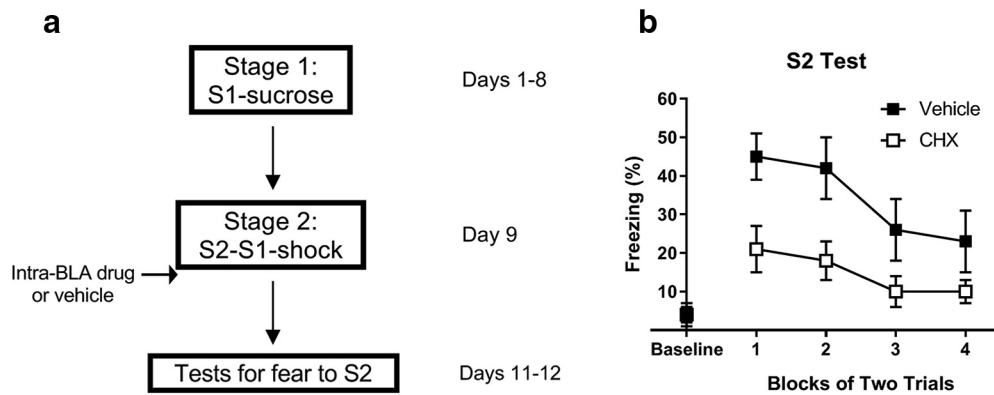 a
Stage 1:
S1-sucrose
Days 1-8
Stage 2:
S2-S1-shock
Day 9
Intra-BLA drug
or vehicle
Tests for fear to S2
Days 11-12
b
S2 Test
Vehicle
CHX
Freezing (%)
60
50
40
30
20
10
Baseline 1 2 3 4
Blocks of Two Trials